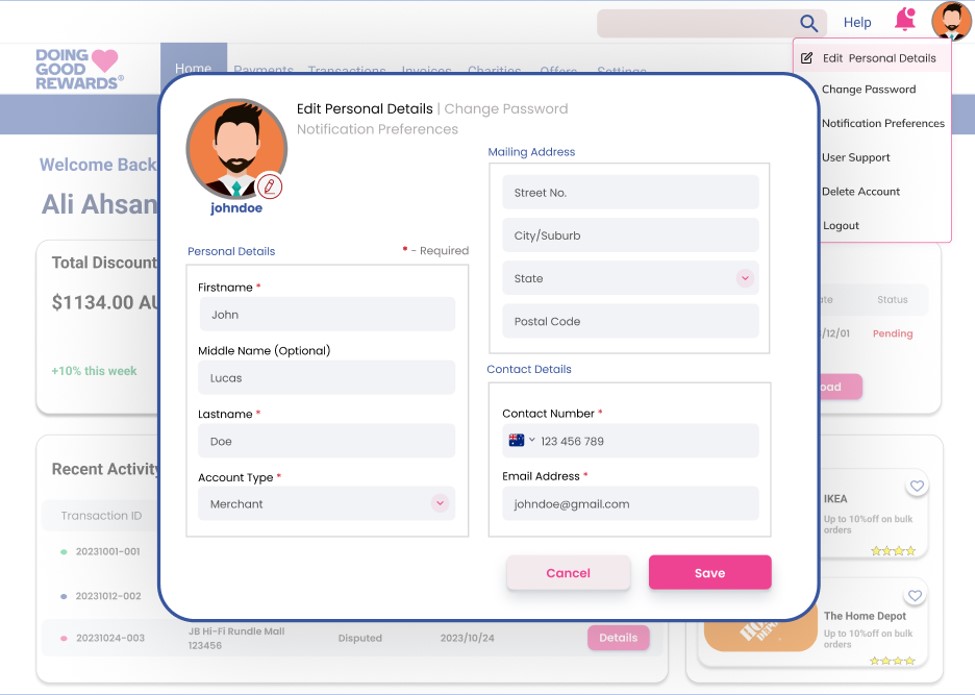 Help
DOING
GOOD
REWARDS®
Home Payments Transactions Invoices Charities Offers Settings
Edit Personal Details
Change Password
Notification Preferences
User Support
Delete Account
Logout
Welcome Back
Ali Ahsan
Total Discount
$1134.00 AU
+10% this week
Edit Personal Details | Change Password
Notification Preferences
johndoe
Personal Details
* - Required
Firstname *
John
Middle Name (Optional)
Lucas
Lastname *
Doe
Account Type *
Merchant
Mailing Address
Street No.
City/Suburb
State
Postal Code
Contact Details
Contact Number *
123 456 789
Email Address *
johndoe@gmail.com
Cancel
Save
Status
/12/01 Pending
oad
Recent Activity
Transaction ID
20231001-001
20231012-002
20231024-003
JB Hi-Fi Rundle Mall
123456
Disputed
2023/10/24
Details
IKEA
Up to 10%off on bulk
orders
The Home Depot
Up to 10%off on bulk
orders